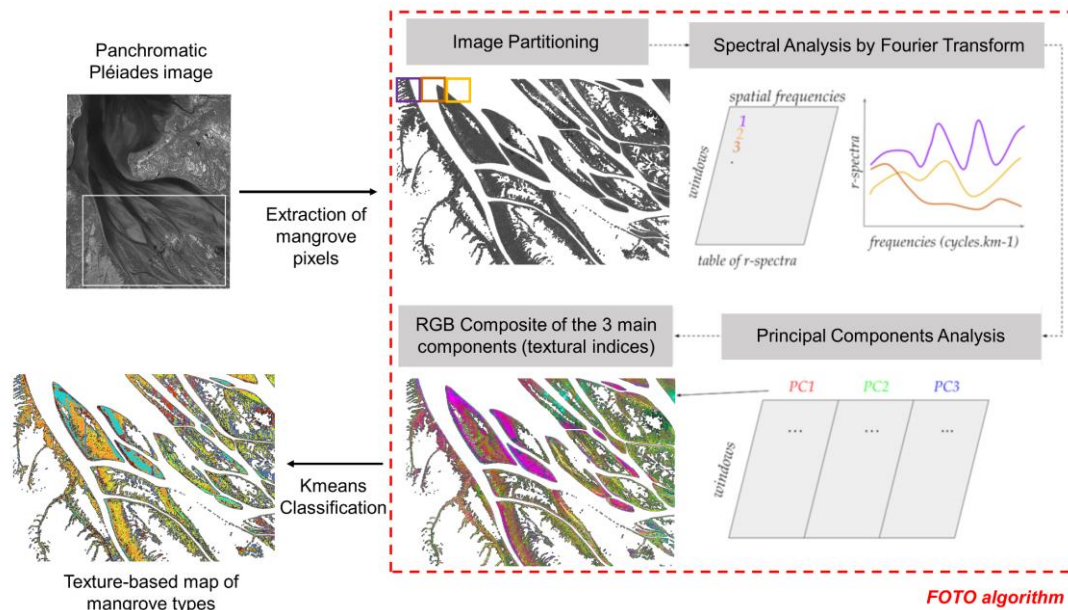 Panchromatic
Pléiades image
Extraction of
mangrove
pixels
Image Partitioning
Spectral Analysis by Fourier Transform
spatial frequencies
1
2
3
.
windows
table of r-spectra
r-spectra
frequencies (cycles.km-1)
Principal Components Analysis
PC1 PC2 PC3
... ... ...
windows
RGB Composite of the 3 main
components (textural indices)
Kmeans
Classification
Texture-based map of
mangrove types
FOTO algorithm